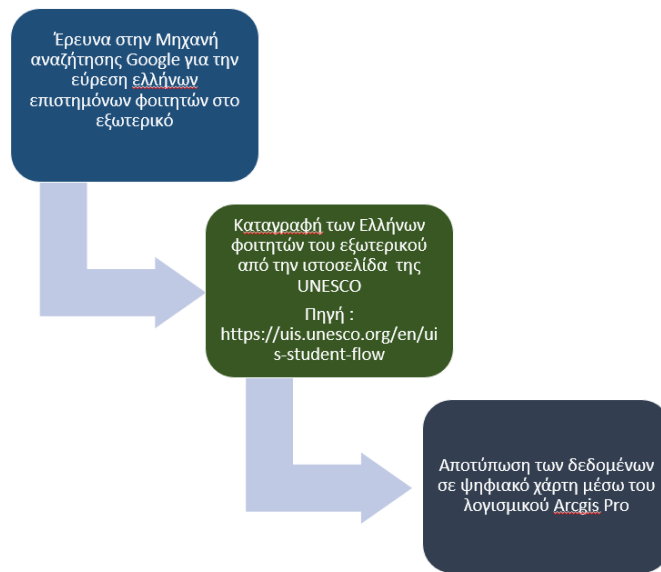 Έρευνα στην Μηχανή
αναζήτησης Google για την
εύρεση ελλήνων
επιστημόνων φοιτητών στο
εξωτερικό
Καταγραφή των Ελλήνων
φοιτητών του εξωτερικού
από την ιστοσελίδα της
UNESCO
Πηγή :
https://uis.unesco.org/en/ui
s-student-flow
Αποτύπωση των δεδομένων
σε ψηφιακό χάρτη μέσω του
λογισμικού Arcgis Pro